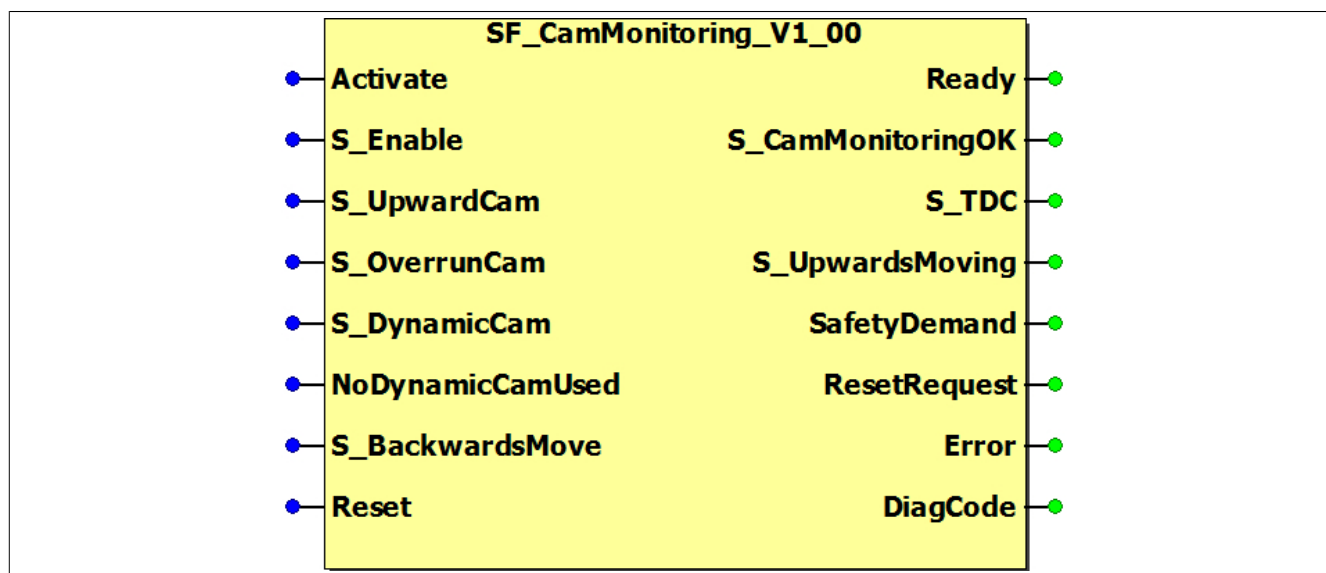 SF_CamMonitoring_V1_00
Activate Ready
S_Enable S_CamMonitoringOK
S_UpwardCam S_TDC
S_OverrunCam S_UpwardsMoving
S_DynamicCam SafetyDemand
NoDynamicCamUsed ResetRequest
S_BackwardsMove Error
Reset DiagCode